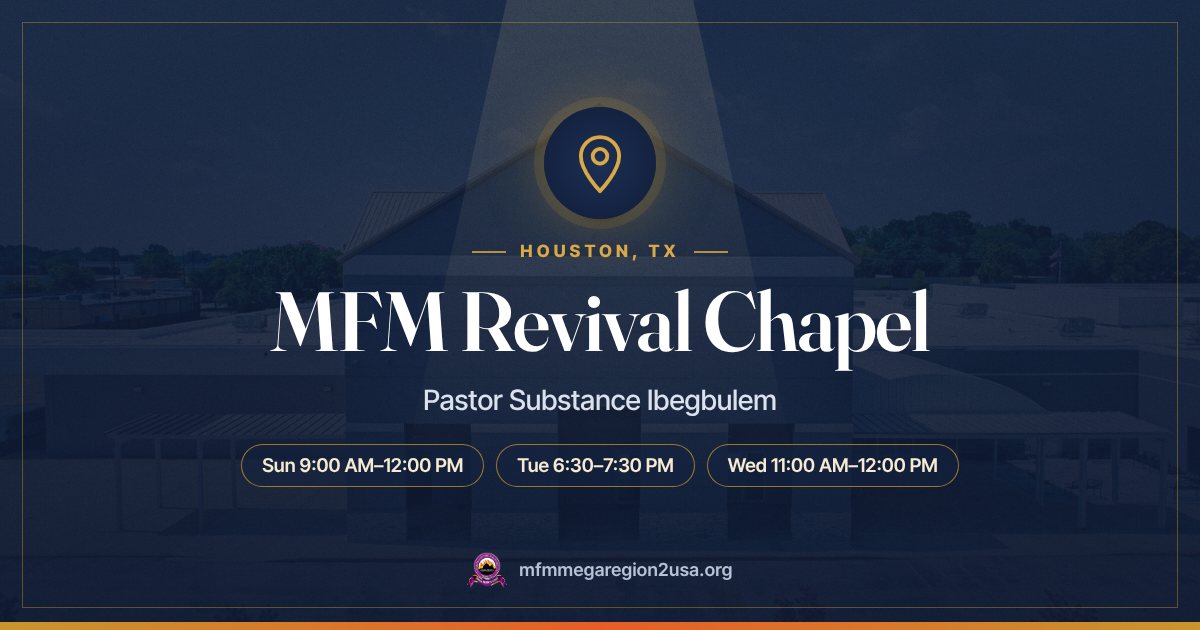 HOUSTON, TX
MFM Revival Chapel
Pastor Substance Ibegbulem
Sun 9:00 AM–12:00 PM
Tue 6:30–7:30 PM
Wed 11:00 AM–12:00 PM
mfmmegaregion2usa.org